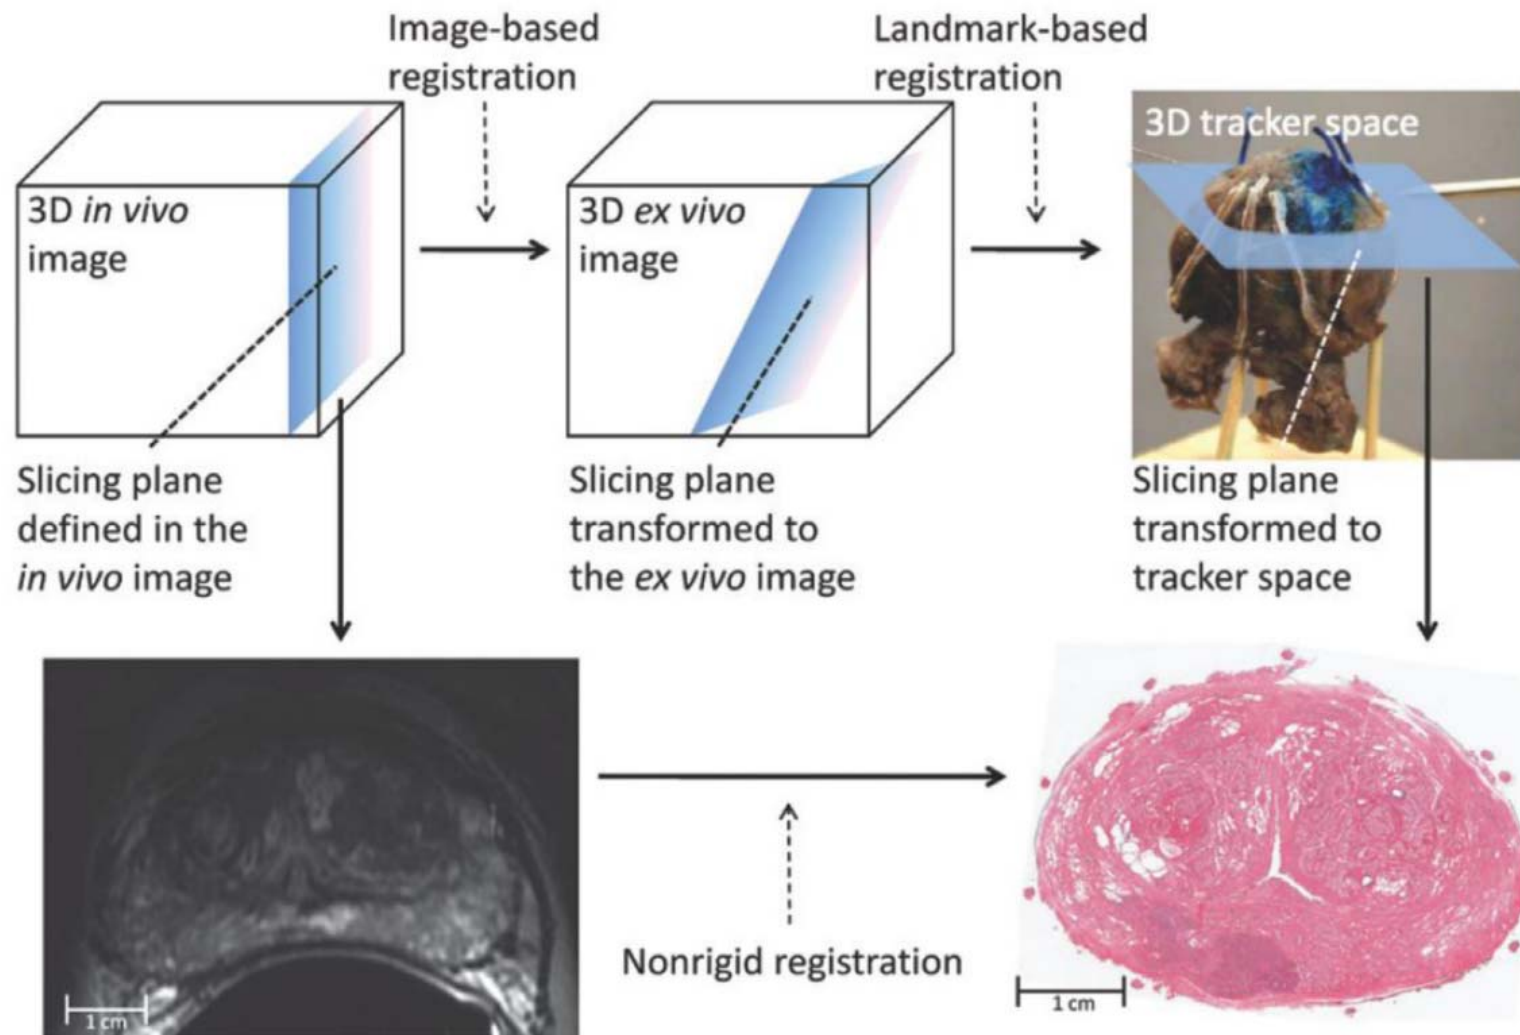 Image-based
registration
Landmark-based
registration
3D in vivo
image
3D ex vivo
image
3D tracker space
Slicing plane
defined in the
in vivo image
Slicing plane
transformed to
the ex vivo image
Slicing plane
transformed to
tracker space
Nonrigid registration
1 cm
1 cm